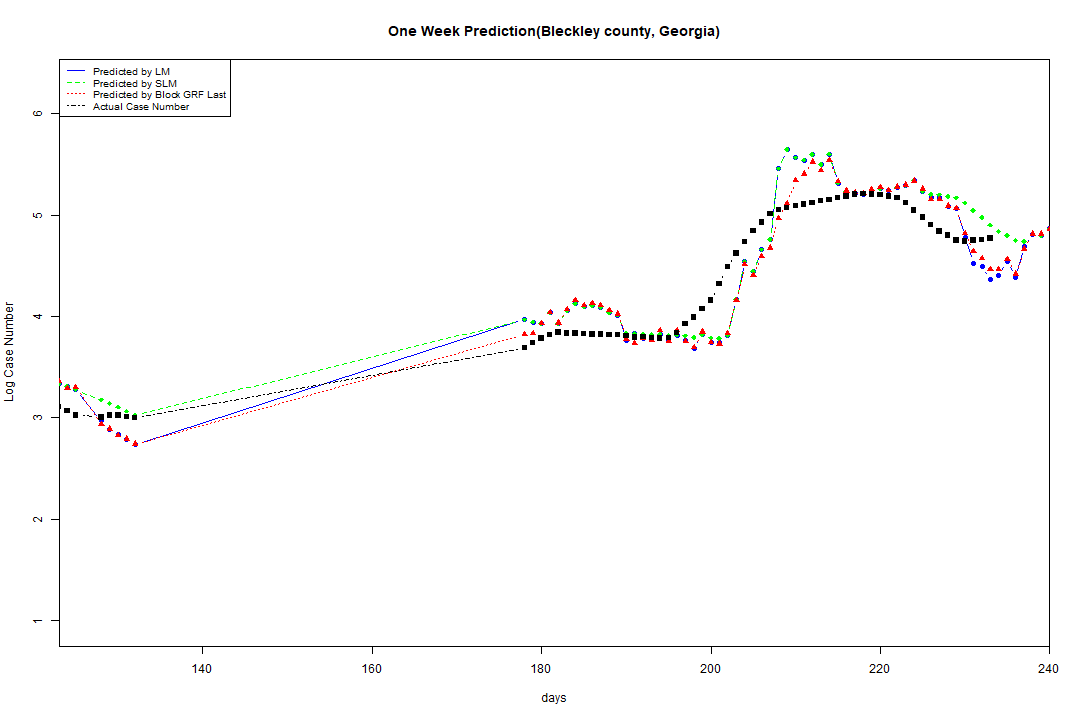 One Week Prediction(Bleckley county, Georgia)
Predicted by LM
Predicted by SLM
Predicted by Block GRF Last
Actual Case Number
6
5
4
3
2
1
Log Case Number
140 160 180 200 220 240
days